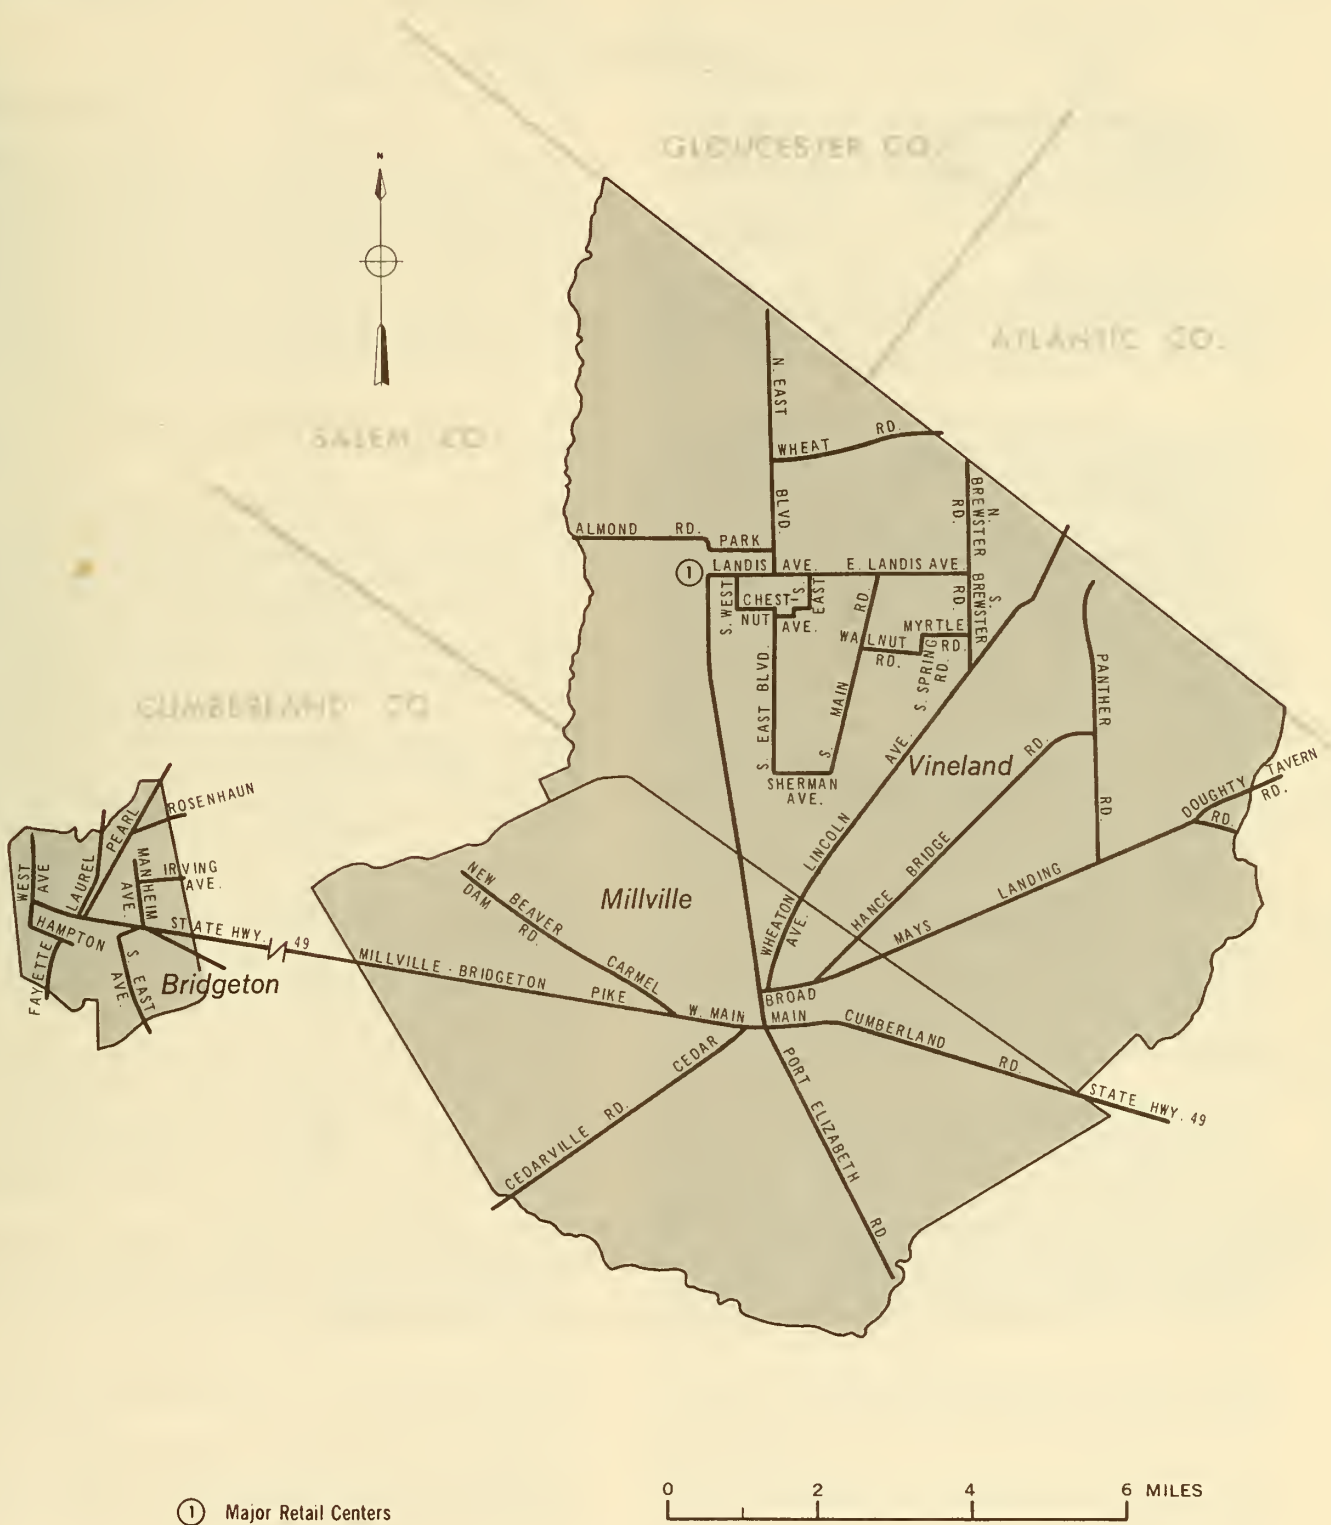 GLOUCESTER CO.
N
ATLANTIC CO.
SALEM CO
N. EAST BLVD.
WHEAT RD.
N. BREWSTER RD.
ALMOND RD.
PARK
1
LANDIS AVE.
E. LANDIS AVE.
S. WEST
CHEST-
NUT AVE.
S. EAST
S. BREWSTER RD.
MYRTLE RD.
WALNUT RD.
S. SPRING RD.
S. MAIN RD.
S. EAST BLVD.
SHERMAN AVE.
CUMBERLAND CO
PANTHER RD.
Vineland
LINCOLN AVE.
HANCE BRIDGE RD.
DOUGHTY TAVERN RD.
RD.
MAYS LANDING
PEARL
ROSENHAUN
LAUREL
WEST AVE
MANHEIM AVE.
IRVING AVE.
HAMPTON
FAYETTE
S. EAST AVE.
STATE HWY. 49
Bridgeton
Millville
NEW DAM
BEAVER RD.
CARMEL
WHEATON AVE.
MILLVILLE - BRIDGETON PIKE
W. MAIN
BROAD
MAIN
CUMBERLAND RD.
STATE HWY. 49
CEDAR
CEDARVILLE RD.
PORT ELIZABETH RD.
1 Major Retail Centers
0 2 4 6 MILES